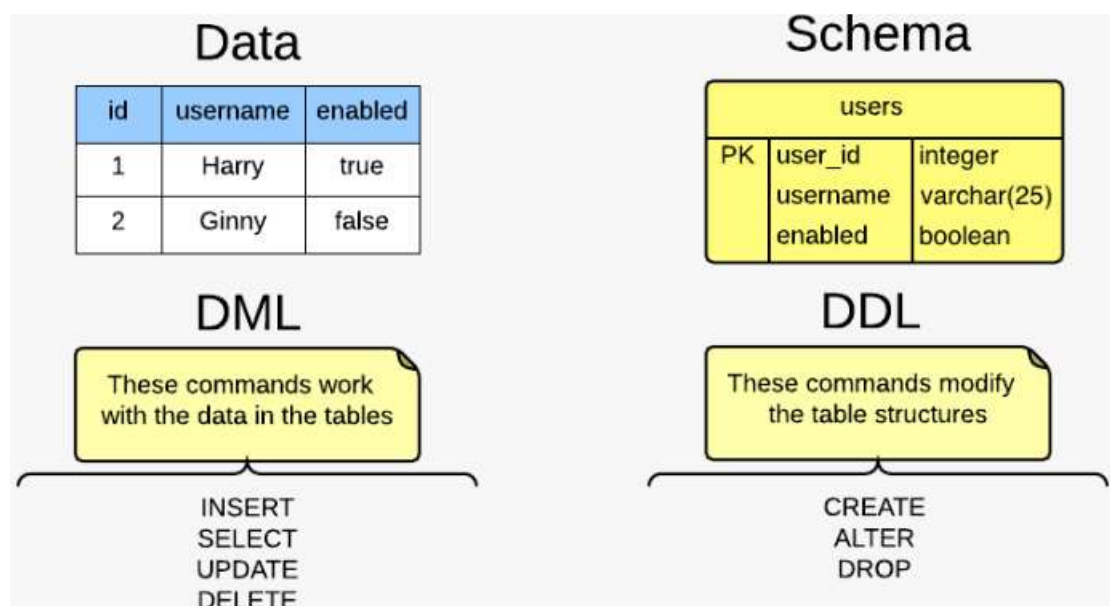 Data
id username enabled
1 Harry true
2 Ginny false
Schema
users
PK user_id integer
username varchar(25)
enabled boolean
DML
These commands work
with the data in the tables
INSERT
SELECT
UPDATE
DELETE
DDL
These commands modify
the table structures
CREATE
ALTER
DROP